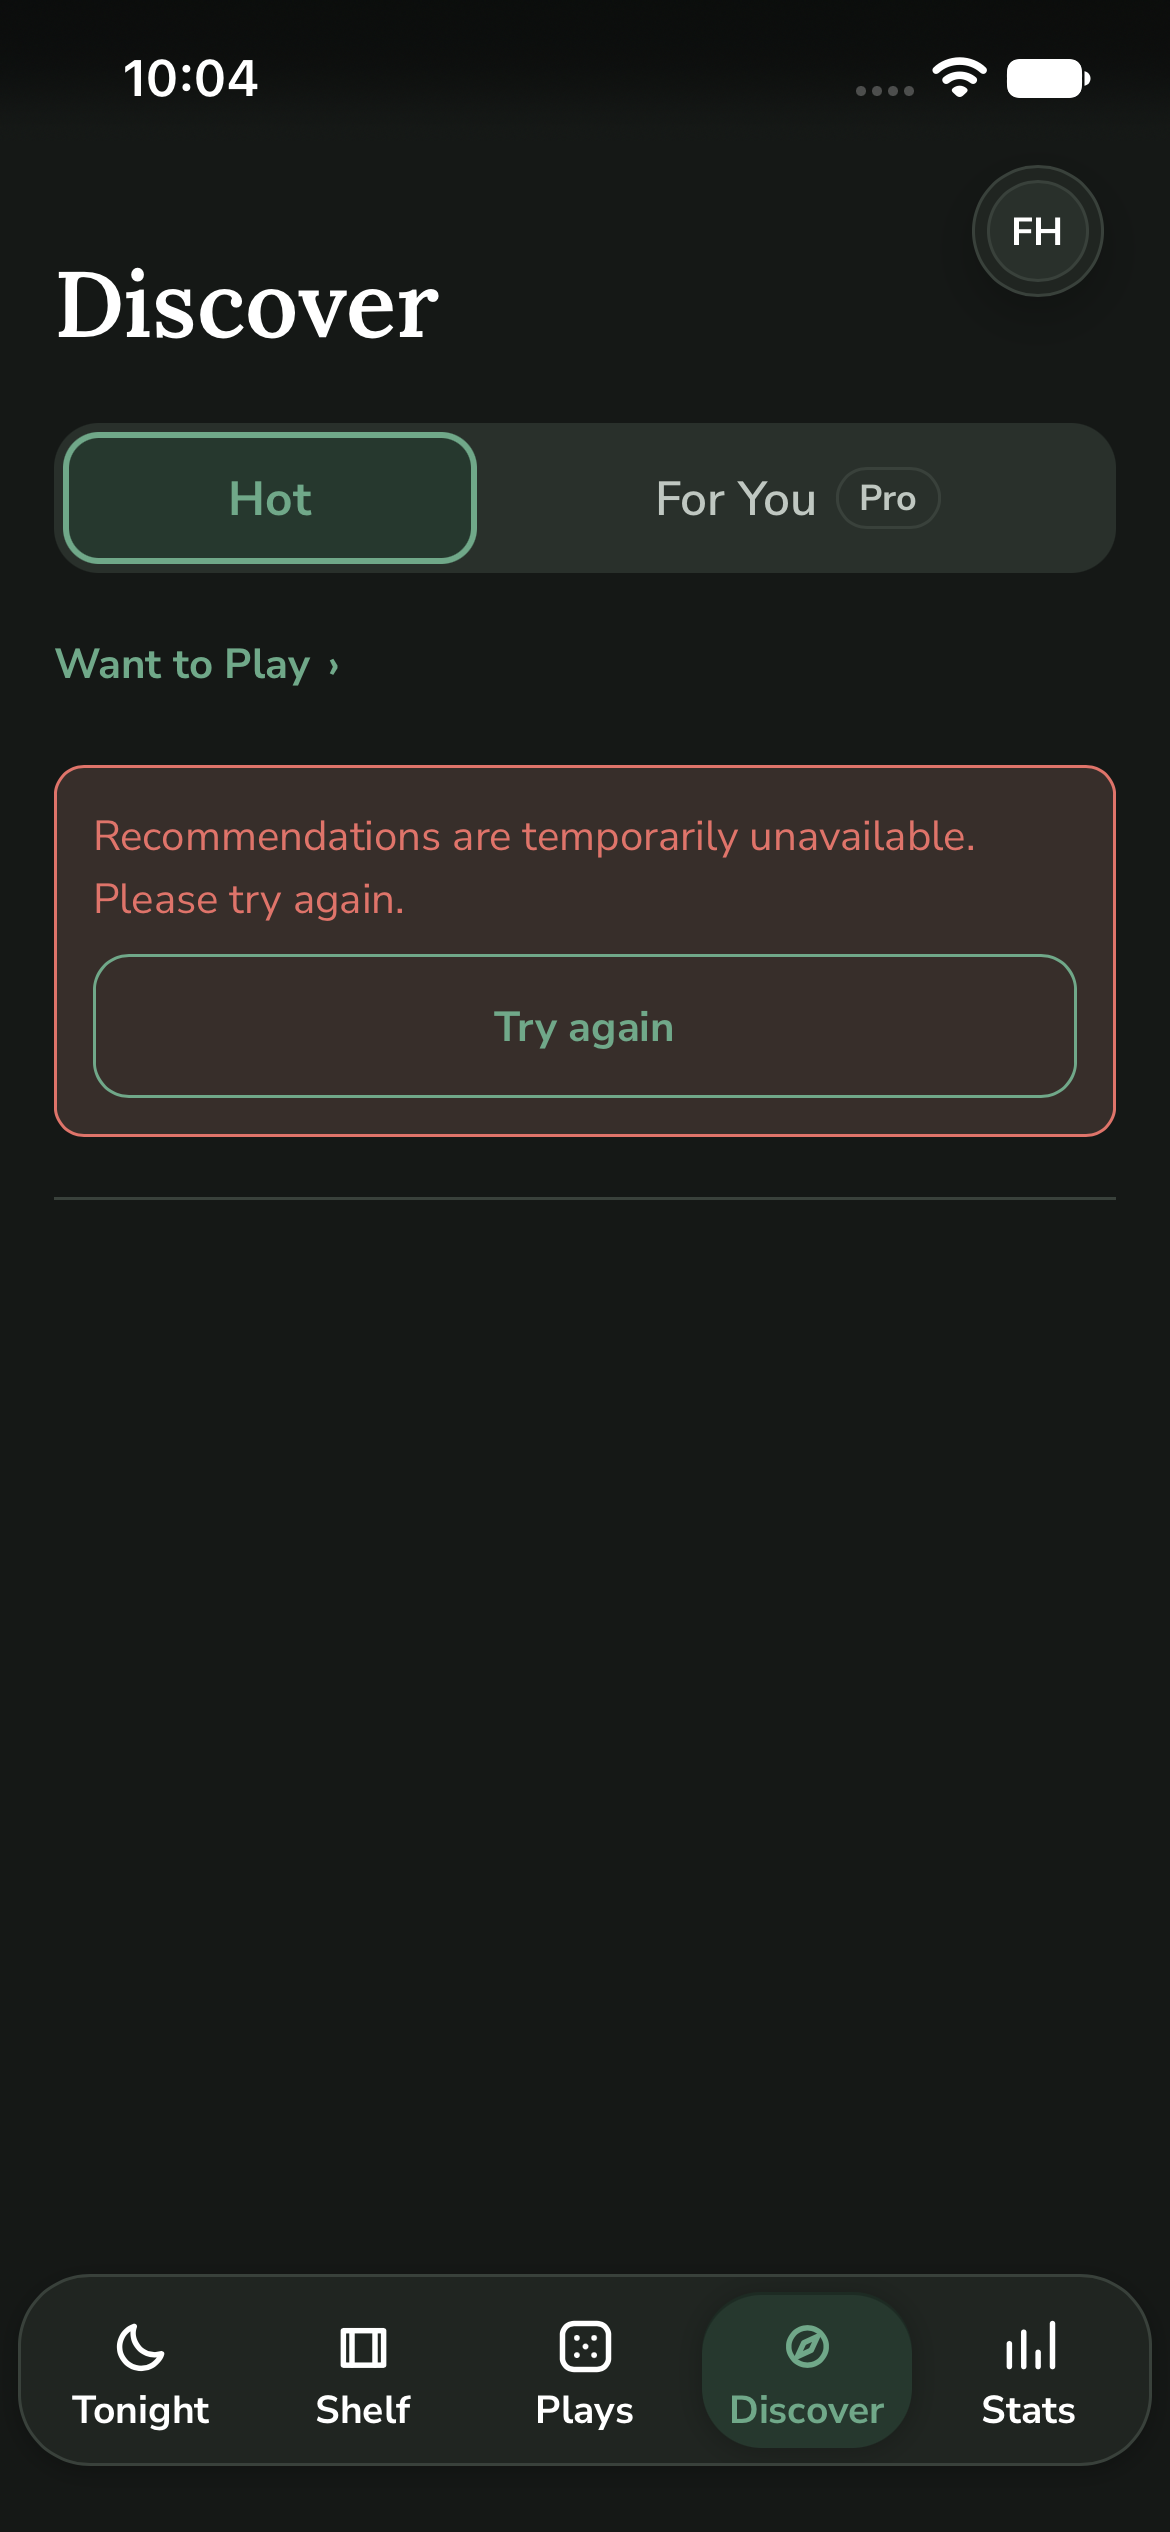 10:04
FH
Discover
Hot
For You Pro
Want to Play ›
Recommendations are temporarily unavailable.
Please try again.
Try again
Tonight Shelf Plays Discover Stats